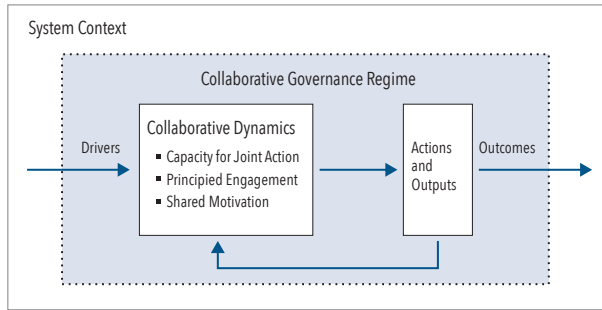 System Context
Collaborative Governance Regime
Drivers
Collaborative Dynamics
▪ Capacity for Joint Action
▪ Principied Engagement
▪ Shared Motivation
Actions
and
Outputs
Outcomes